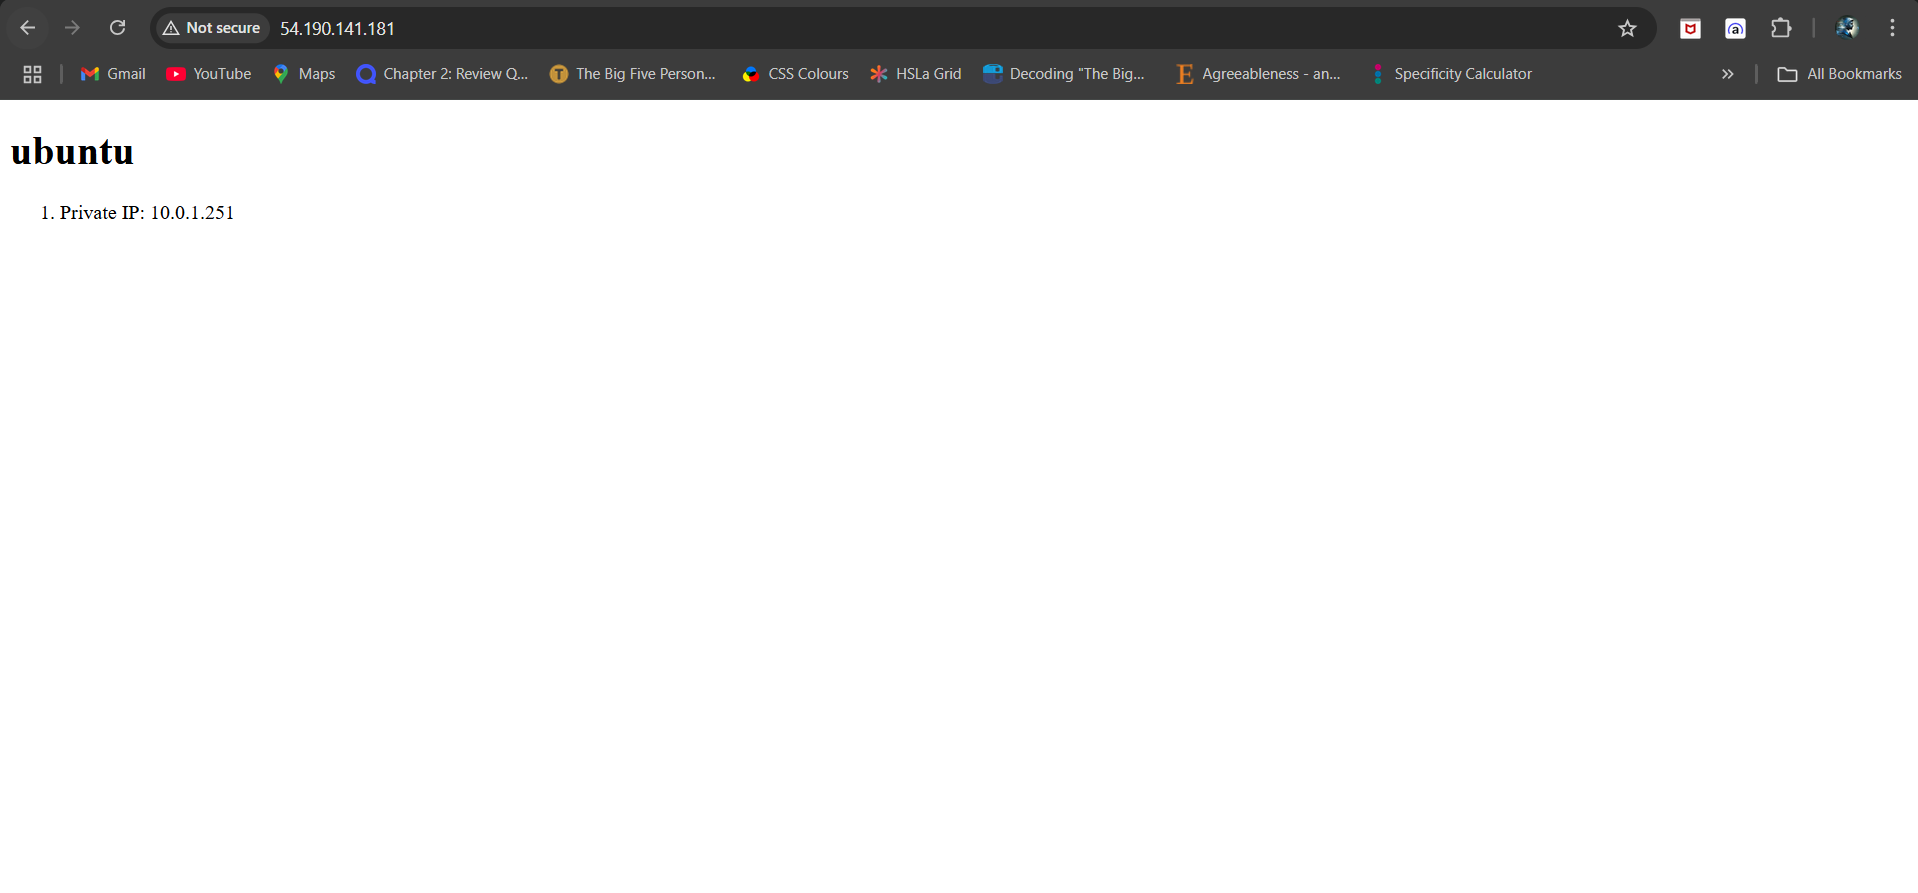 Not secure 54.190.141.181
Gmail YouTube Maps Chapter 2: Review Q... The Big Five Person... CSS Colours HSLa Grid Decoding "The Big... Agreeableness - an... Specificity Calculator » All Bookmarks
ubuntu
1. Private IP: 10.0.1.251